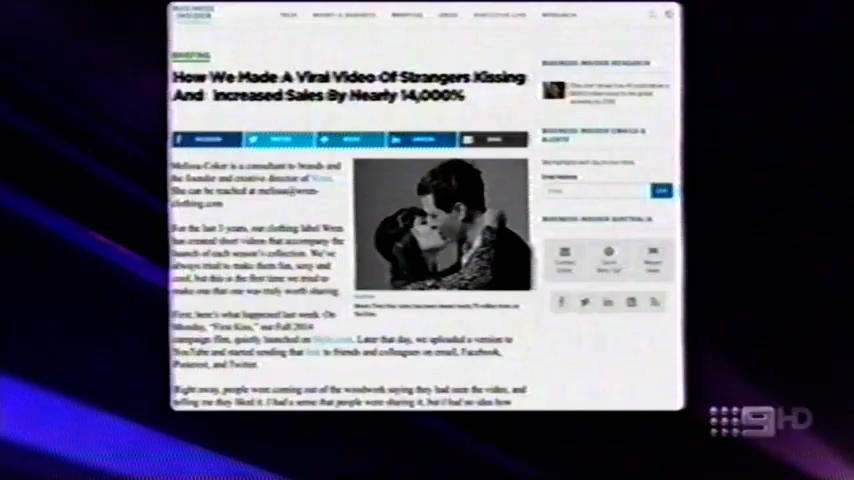 BUSINESS
INSIDER
TECH
BRIEFING
EXECUTIVE LIFE
RESEARCH
BRIEFING
How We Made A Viral Video Of Strangers Kissing
And Increased Sales By Nearly 14,000%
BUSINESS INSIDER RESEARCH
BUSINESS INSIDER EMAILS &
ALERTS
BUSINESS INSIDER AUSTRALIA
Melissa Coker is a consultant to brands and
the founder and creative director of Wren.
She can be reached at melissa@wren-
clothing.com
For the last 3 years, our clothing label Wren
has created short videos that accompany the
launch of each season's collection. We've
always tried to make them fun, sexy and
cool, but this is the first time we tried to
make one that was truly worth sharing.
First, here's what happened last week. On
Monday, "First Kiss," our Fall 2014
campaign film, quietly launched on Style.com. Later that day, we uploaded a version to
YouTube and started sending that link to friends and colleagues on email, Facebook,
Pinterest, and Twitter.
Right away, people were coming out of the woodwork saying they had seen the video, and
telling me they liked it. I had a sense that people were sharing it, but I had no idea how
9HD